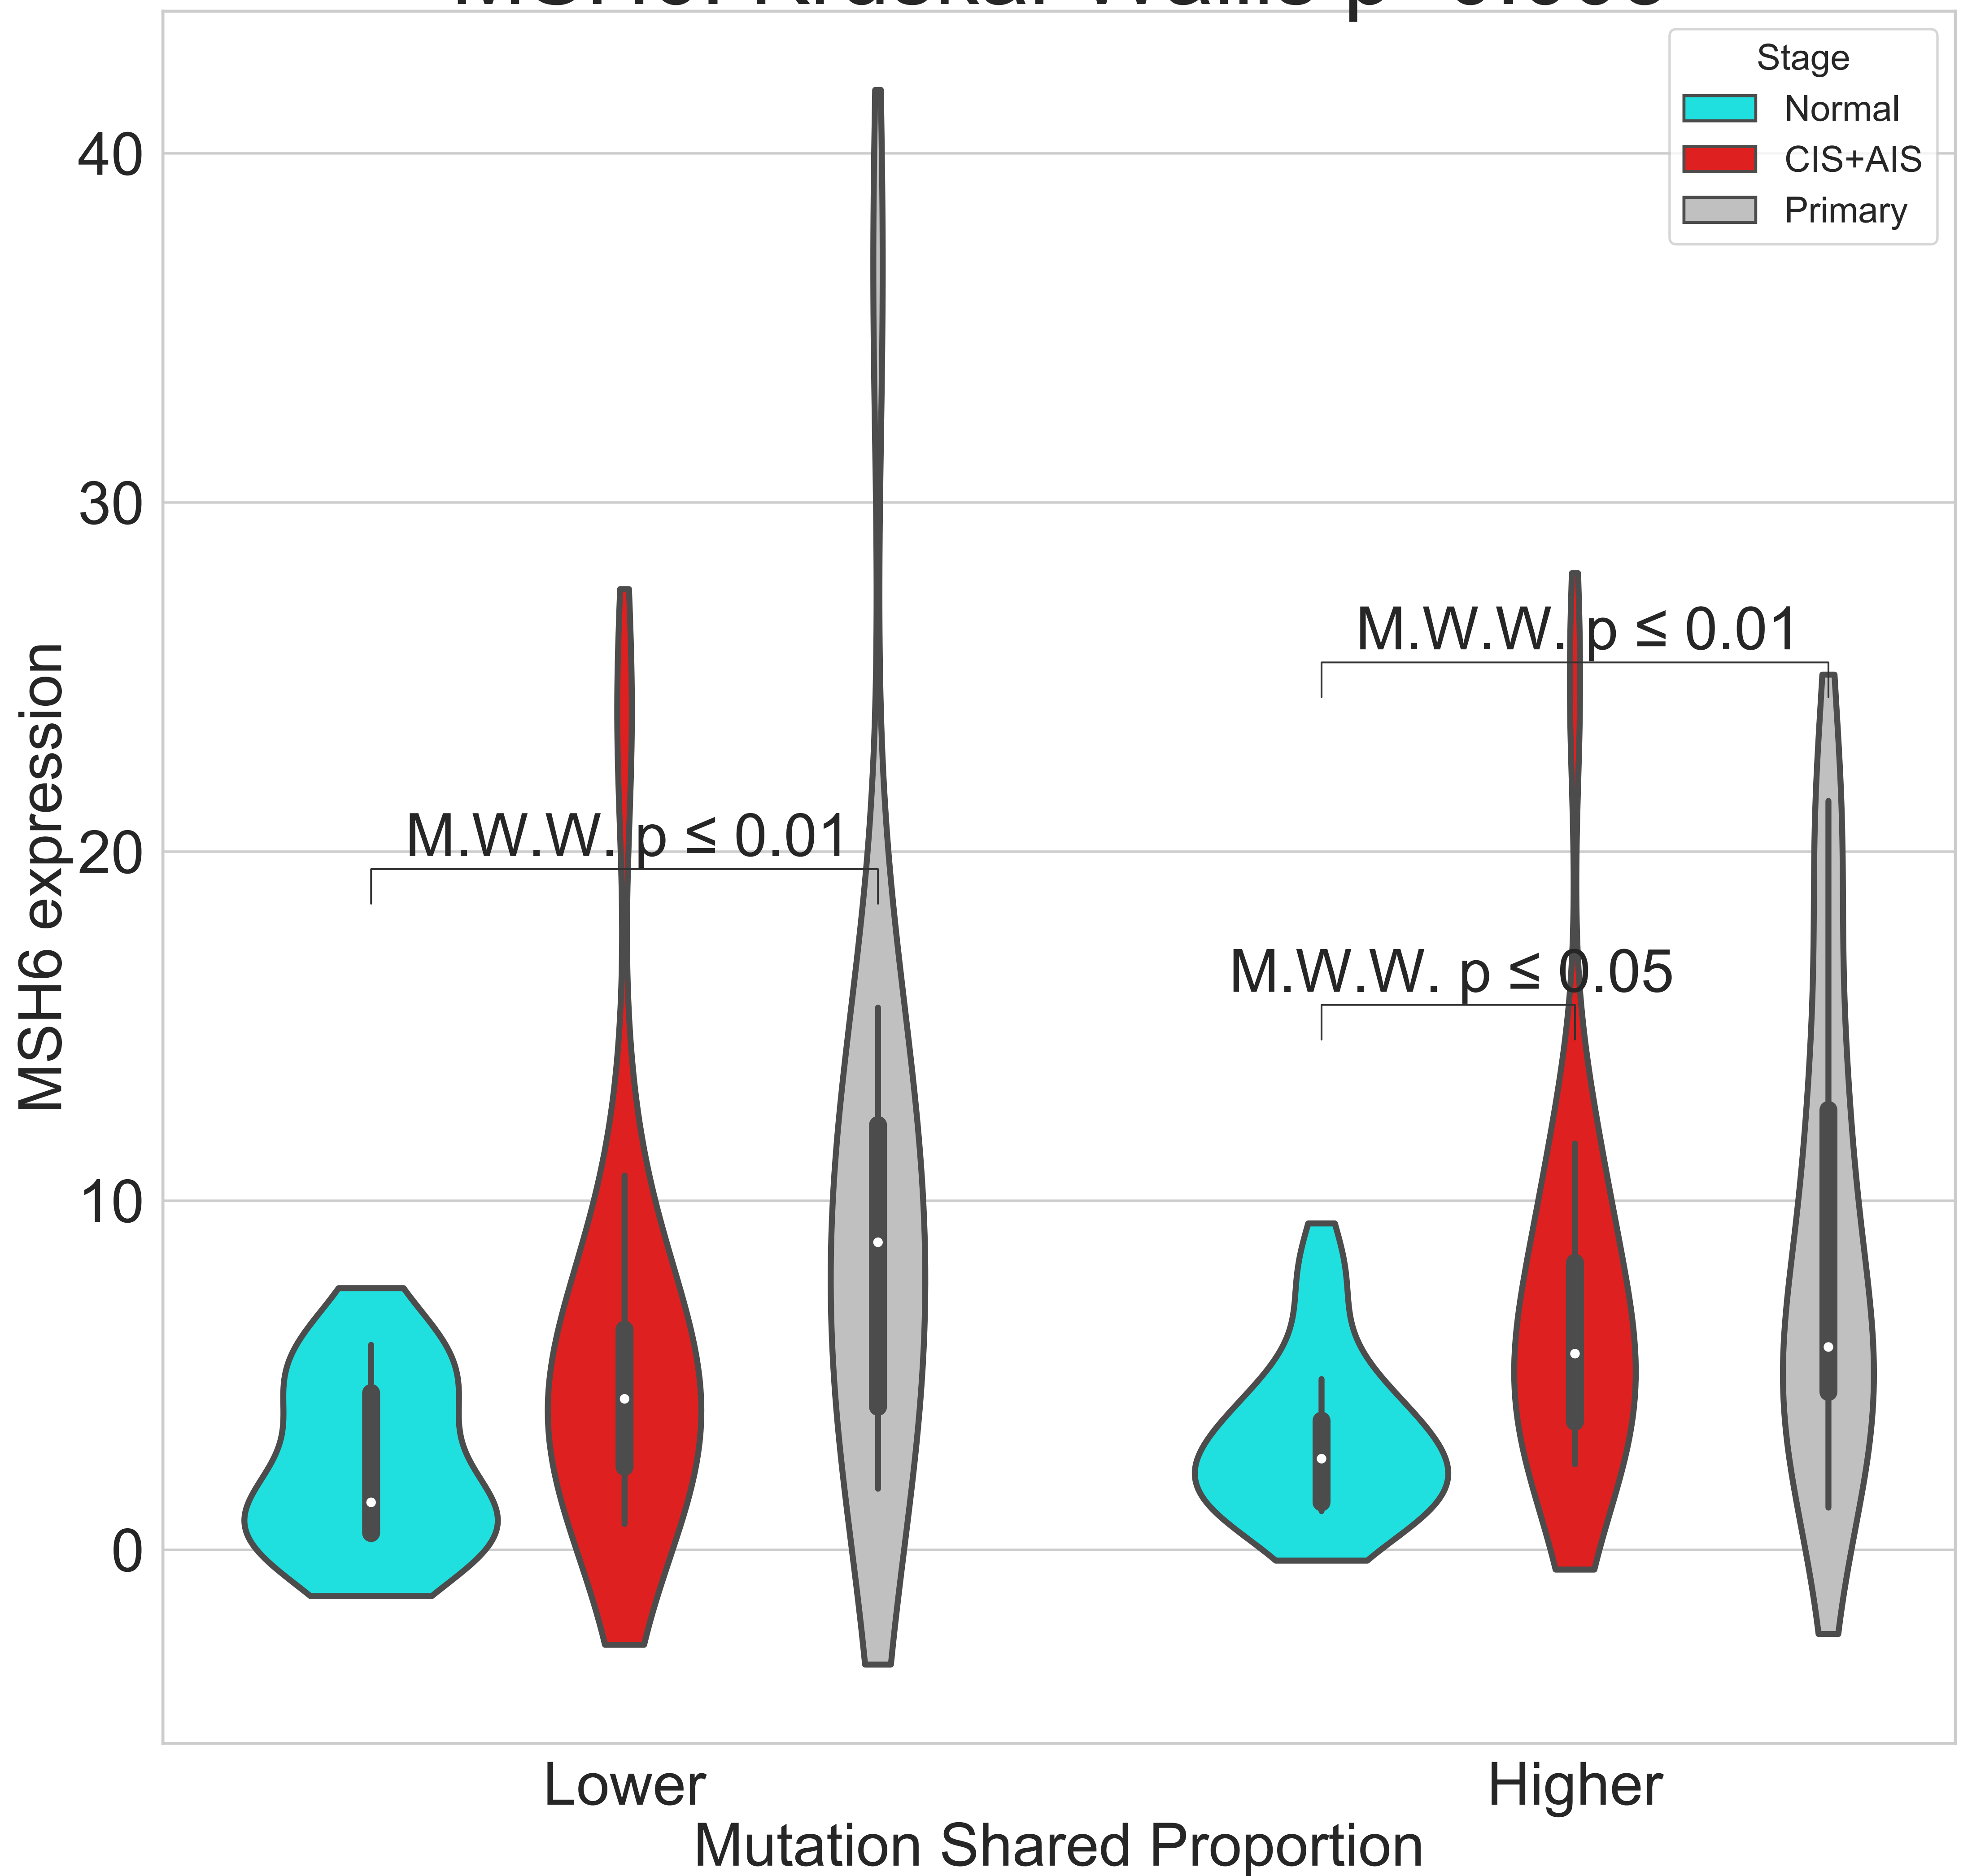 Stage
Normal
CIS+AIS
Primary
40
30
20
10
0
MSH6 expression
M.W.W. p ≤ 0.01
M.W.W. p ≤ 0.01
M.W.W. p ≤ 0.05
Lower
Higher
Mutation Shared Proportion